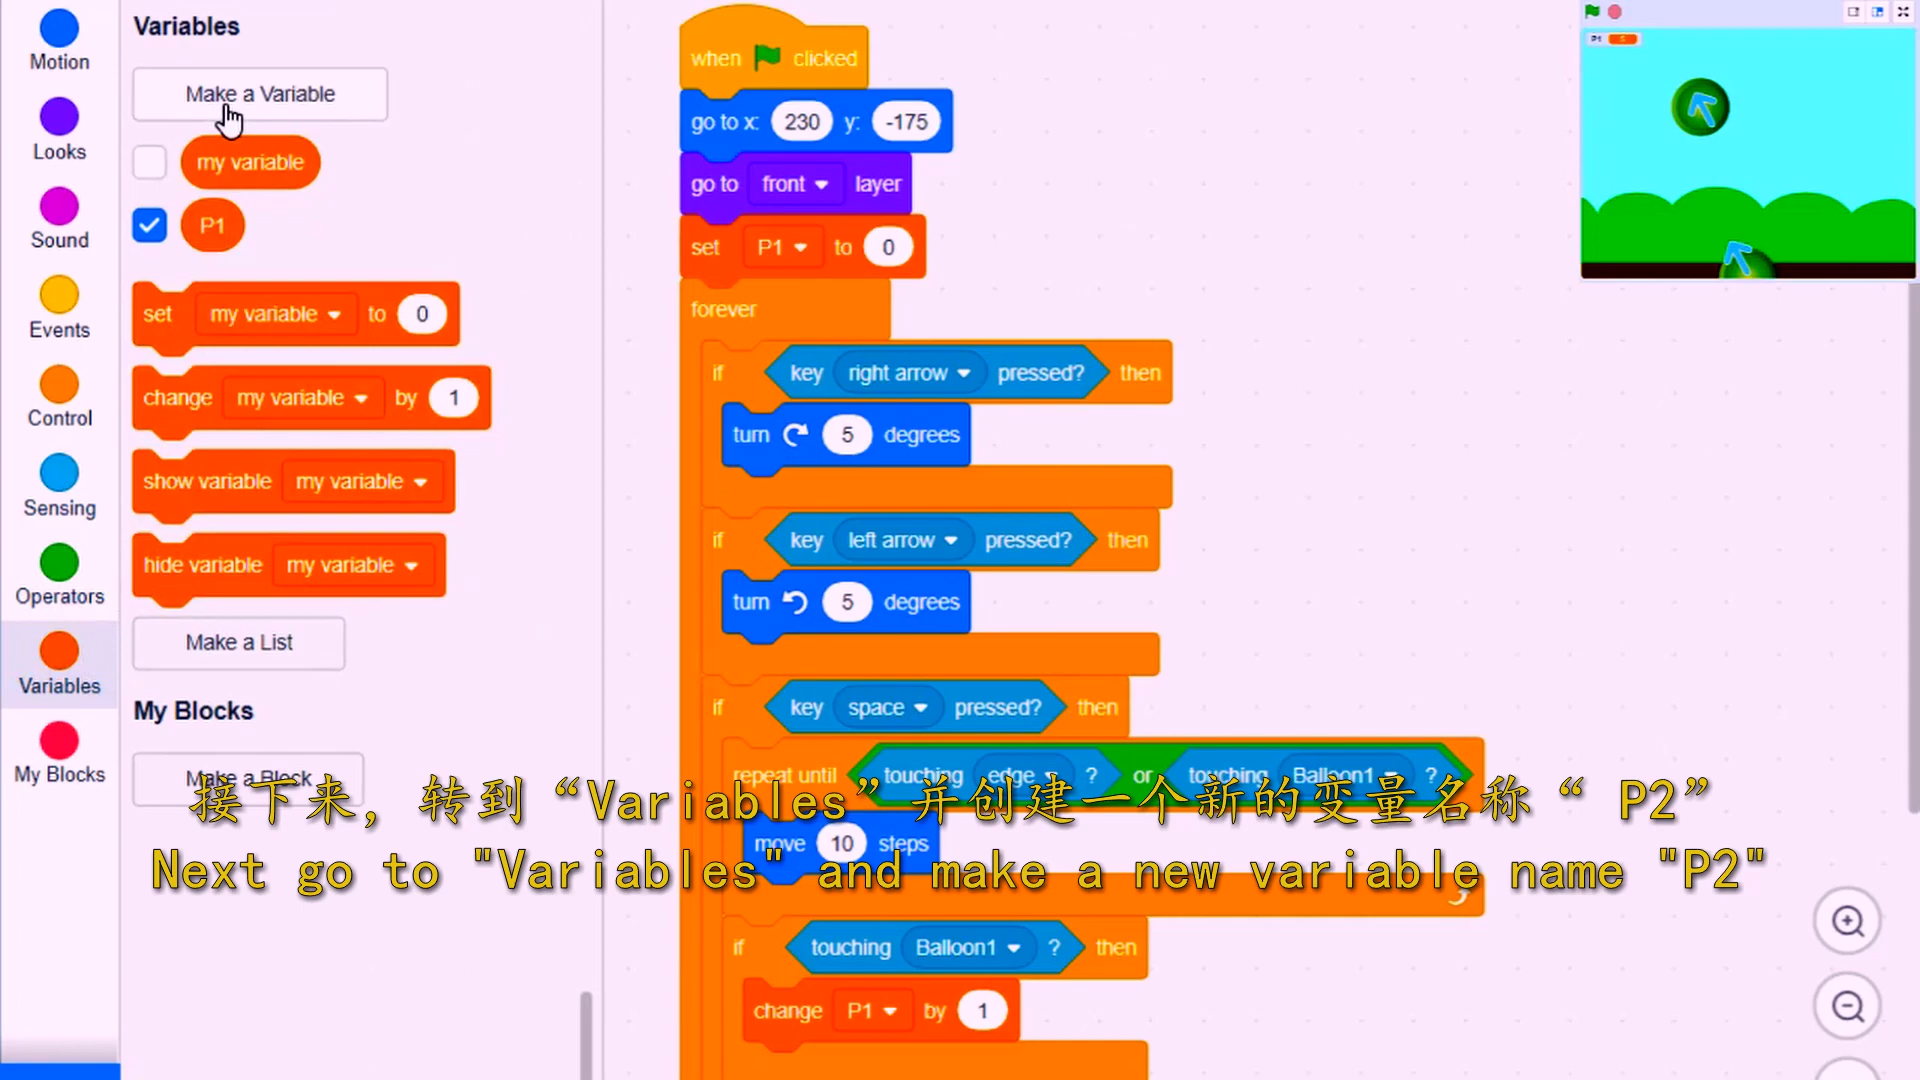 Variables
Make a Variable
my variable
P1
set my variable to 0
change my variable by 1
show variable my variable
hide variable my variable
Make a List
My Blocks
Make a Block
Motion
Looks
Sound
Events
Control
Sensing
Operators
Variables
My Blocks
when clicked
go to x: 230 y: -175
go to front layer
set P1 to 0
forever
if key right arrow pressed? then
turn 5 degrees
if key left arrow pressed? then
turn 5 degrees
if key space pressed? then
repeat until touching edge ? or touching Balloon1 ?
move 10 steps
if touching Balloon1 ? then
change P1 by 1
P1
接下来，转到“Variables”并创建一个新的变量名称“ P2”
Next go to "Variables" and make a new variable name "P2"